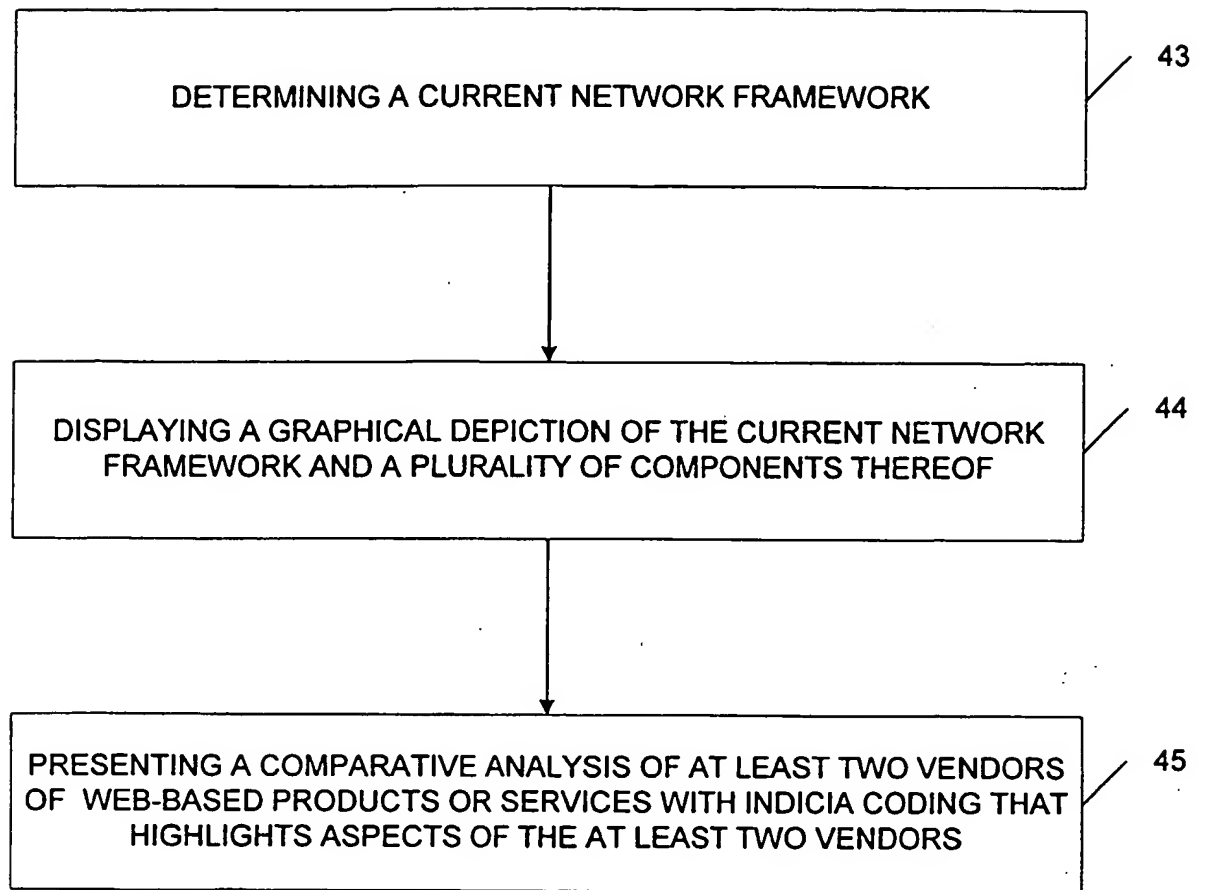 DETERMINING A CURRENT NETWORK FRAMEWORK
43
DISPLAYING A GRAPHICAL DEPICTION OF THE CURRENT NETWORK
FRAMEWORK AND A PLURALITY OF COMPONENTS THEREOF
44
PRESENTING A COMPARATIVE ANALYSIS OF AT LEAST TWO VENDORS
OF WEB-BASED PRODUCTS OR SERVICES WITH INDICIA CODING THAT
HIGHLIGHTS ASPECTS OF THE AT LEAST TWO VENDORS
45